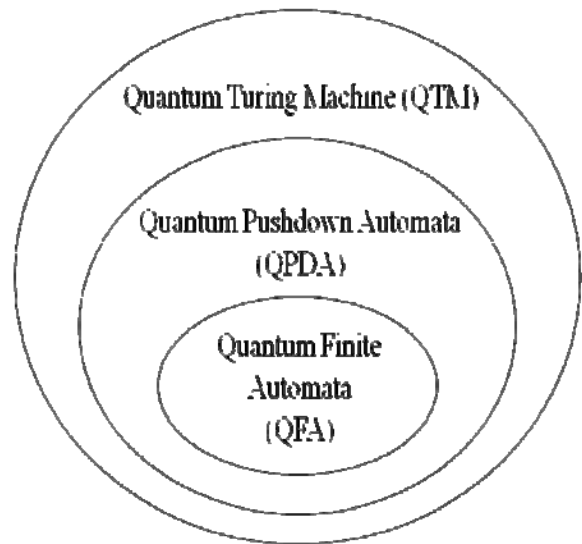 Quantum Turing Machine (QTM)
Quantum Pushdown Automata
(QPDA)
Quantum Finite
Automata
(QFA)